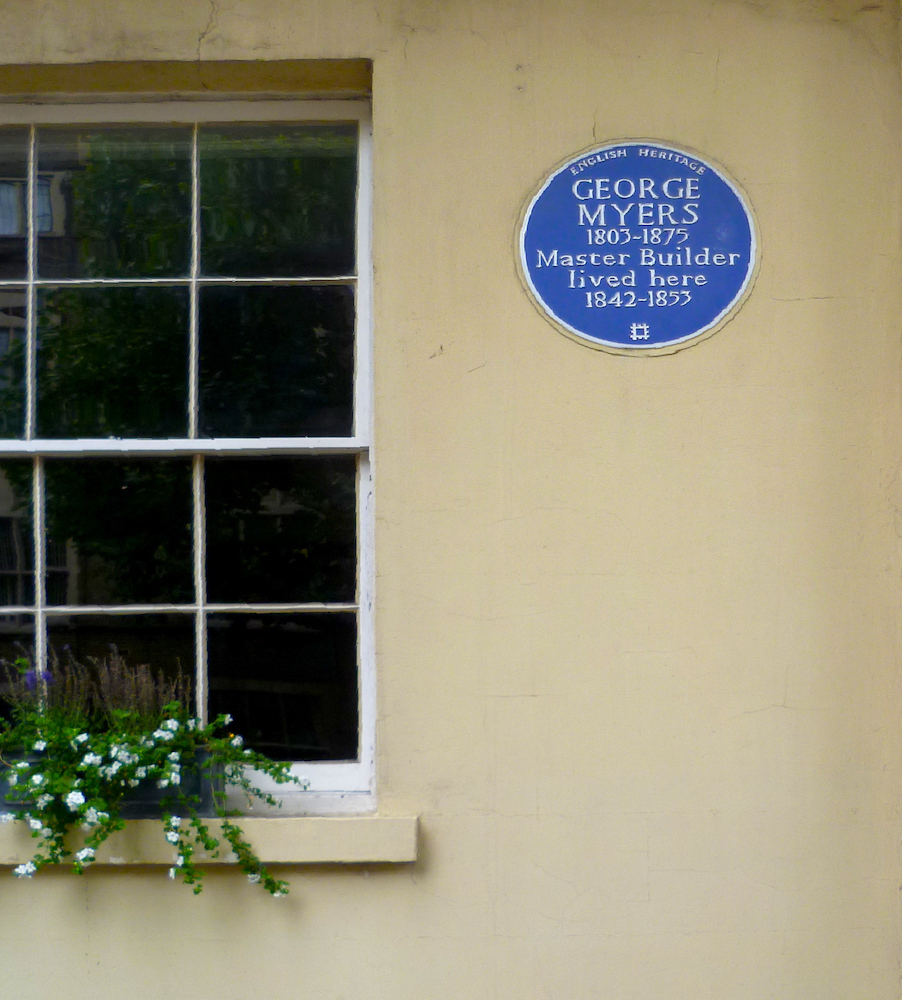 ENGLISH HERITAGE
GEORGE
MYERS
1803-1875
Master Builder
lived here
1842-1853